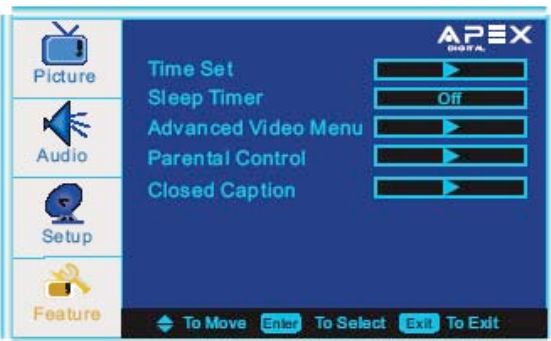 APEX
DIGITAL
Picture
Audio
Setup
Feature
Time Set
Sleep Timer Off
Advanced Video Menu
Parental Control
Closed Caption
To Move Enter To Select Exit To Exit